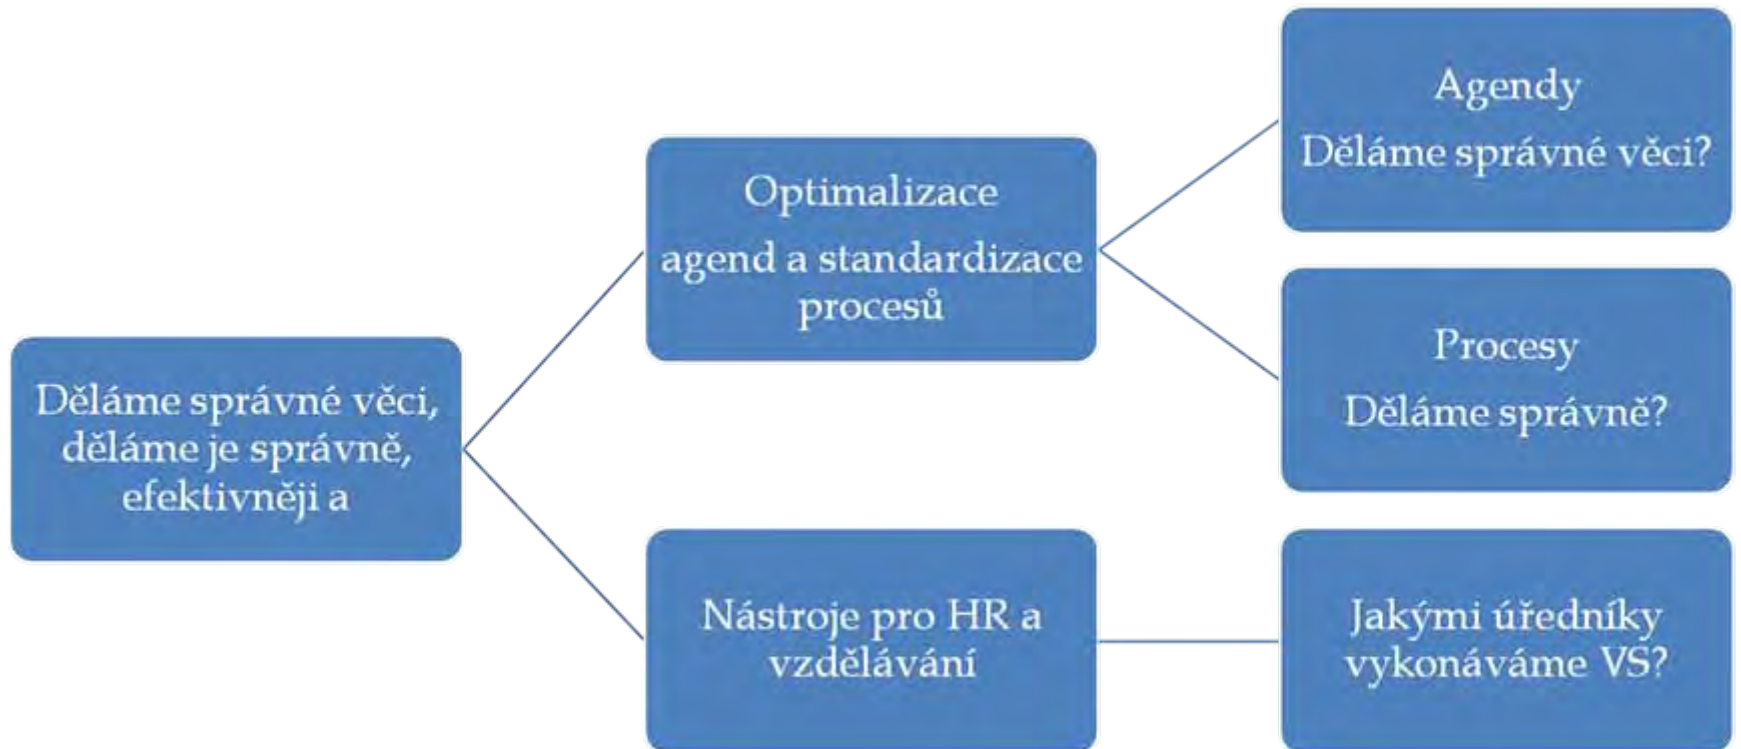 Děláme správné věci,
děláme je správně,
efektivněji a
Optimalizace
agend a standardizace
procesů
Agendy
Děláme správné věci?
Procesy
Děláme správně?
Nástroje pro HR a
vzdělávání
Jakými úředníky
vykonáváme VS?